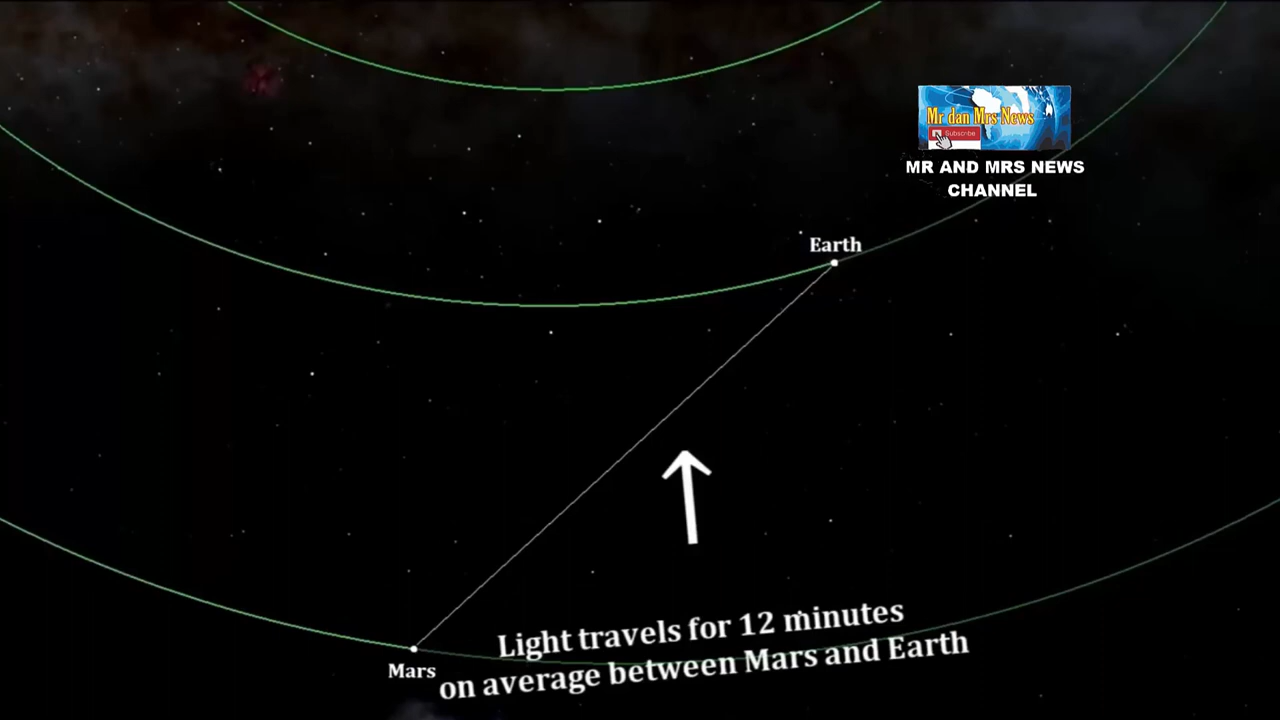 Mr dan Mrs News
Subscribe
MR AND MRS NEWS
CHANNEL
Earth
Light travels for 12 minutes
on average between Mars and Earth
Mars